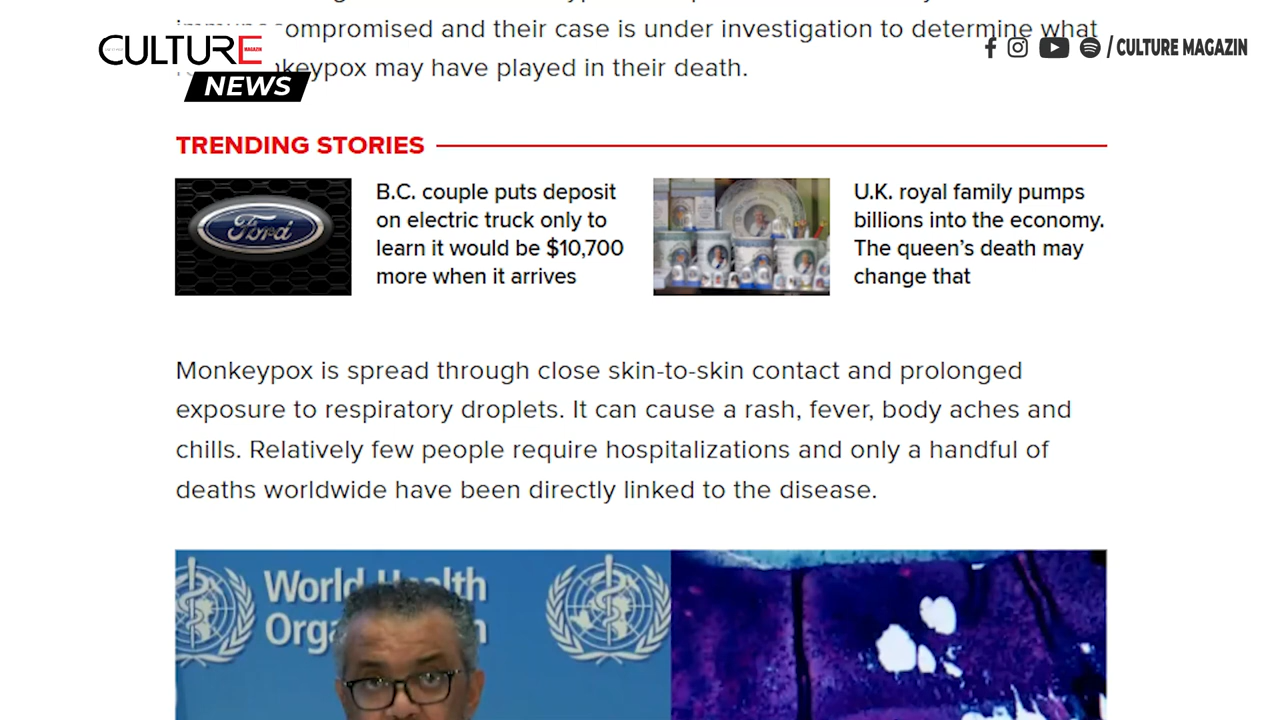 compromised and their case is under investigation to determine what
CULTURE
MAGAZIN
/ CULTURE MAGAZIN
NEWS
keypox may have played in their death.
TRENDING STORIES
Ford
B.C. couple puts deposit
on electric truck only to
learn it would be $10,700
more when it arrives
U.K. royal family pumps
billions into the economy.
The queen's death may
change that
Monkeypox is spread through close skin-to-skin contact and prolonged
exposure to respiratory droplets. It can cause a rash, fever, body aches and
chills. Relatively few people require hospitalizations and only a handful of
deaths worldwide have been directly linked to the disease.
World Health